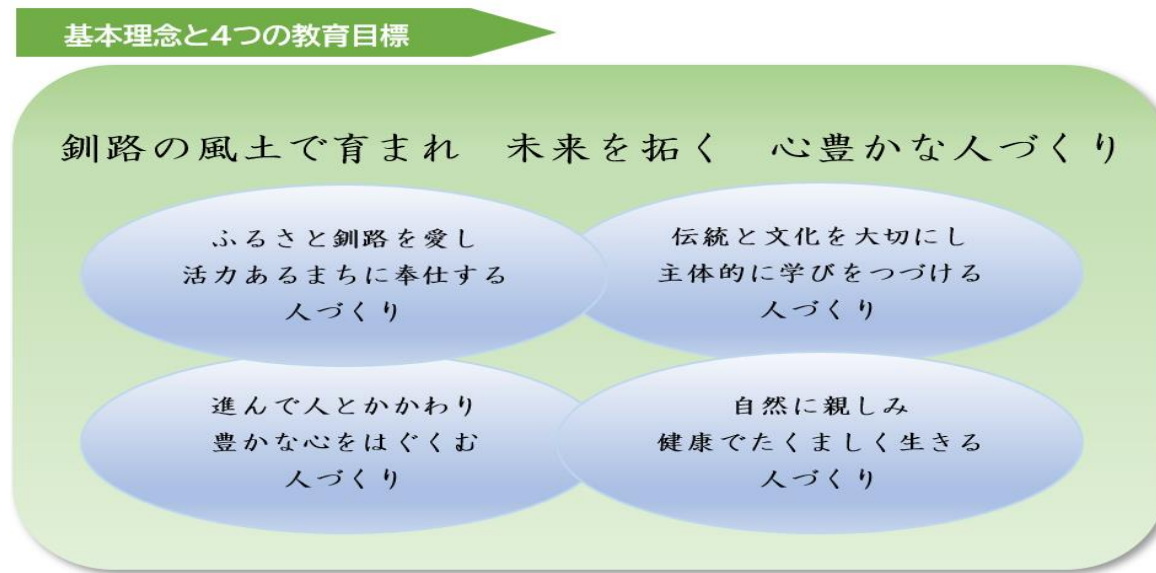 基本理念と4つの教育目標
釧路の風土で育まれ　未来を拓く　心豊かな人づくり
ふるさと釧路を愛し
活力あるまちに奉仕する
人づくり
伝統と文化を大切にし
主体的に学びをつづける
人づくり
進んで人とかかわり
豊かな心をはぐくむ
人づくり
自然に親しみ
健康でたくましく生きる
人づくり